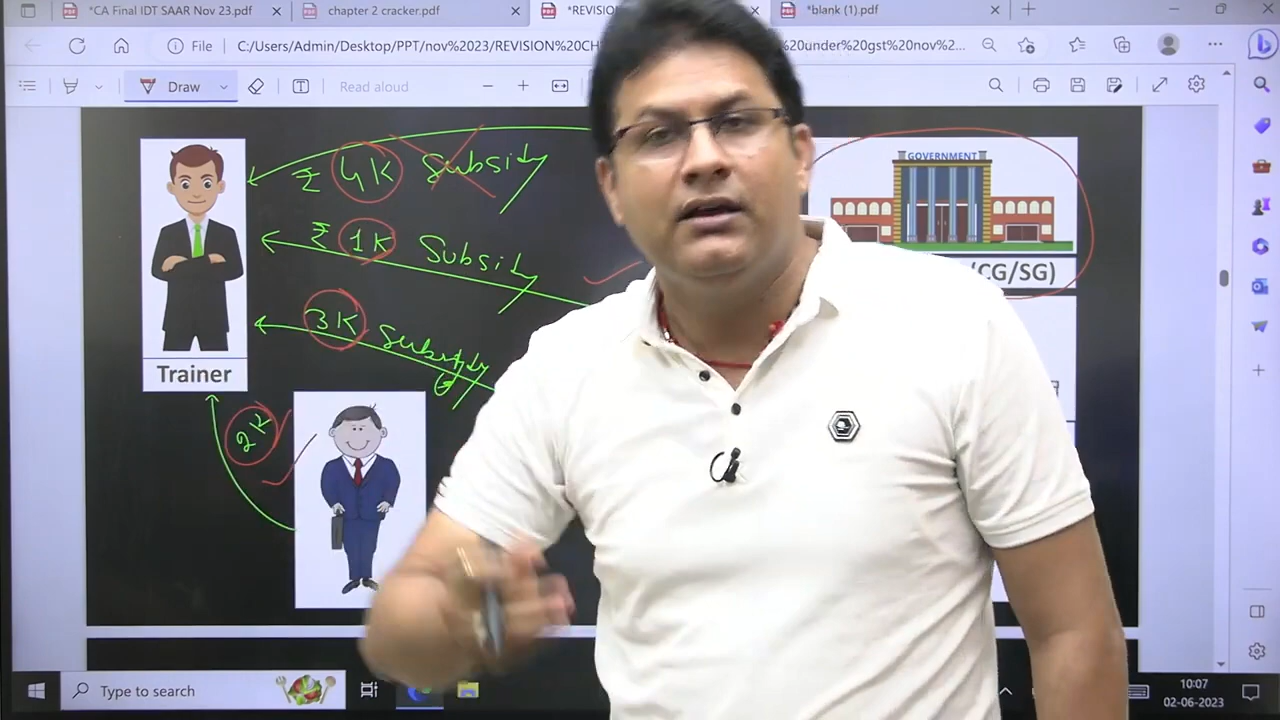 *CA Final IDT SAAR Nov 23.pdf
chapter 2 cracker.pdf
*REVISION
*blank (1).pdf
File
C:/Users/Admin/Desktop/PPT/nov%2023/REVISION%20CH
%20under%20gst%20nov%2...
Draw
Read aloud
₹ 4K Subsidy
GOVERNMENT
₹ 1K Subsidy
(CG/SG)
3K Subsidy
Trainer
2K
Type to search
10:07
02-06-2023